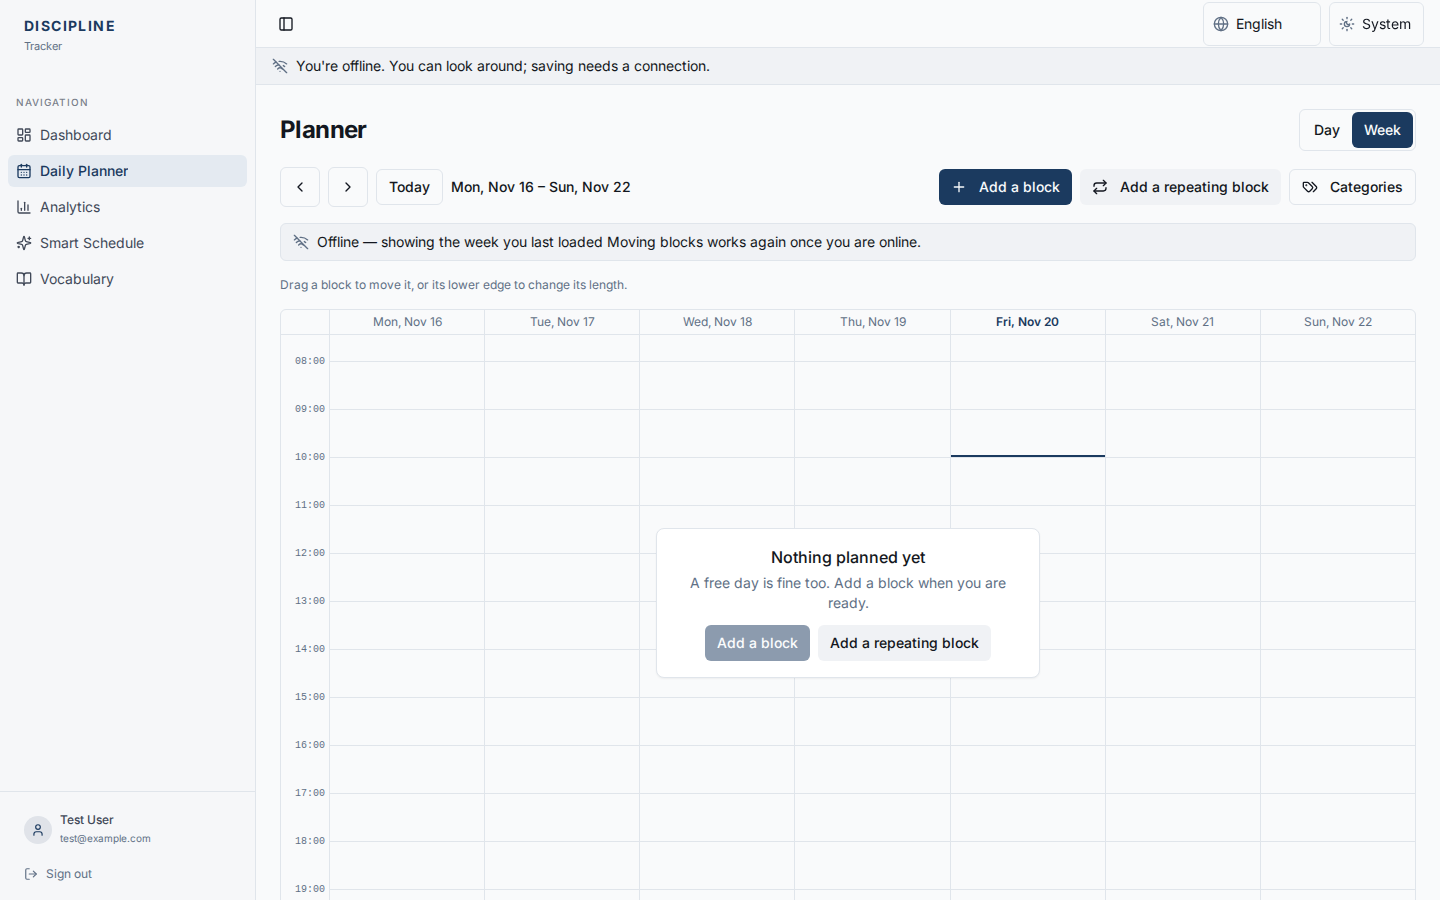 DISCIPLINE
Tracker
NAVIGATION
Dashboard
Daily Planner
Analytics
Smart Schedule
Vocabulary
Test User
test@example.com
Sign out
English
System
You're offline. You can look around; saving needs a connection.
Planner
Day
Week
Today
Mon, Nov 16 – Sun, Nov 22
Add a block
Add a repeating block
Categories
Offline — showing the week you last loaded Moving blocks works again once you are online.
Drag a block to move it, or its lower edge to change its length.
Mon, Nov 16
Tue, Nov 17
Wed, Nov 18
Thu, Nov 19
Fri, Nov 20
Sat, Nov 21
Sun, Nov 22
08:00
09:00
10:00
11:00
12:00
13:00
14:00
15:00
16:00
17:00
18:00
19:00
Nothing planned yet
A free day is fine too. Add a block when you are
ready.
Add a block
Add a repeating block